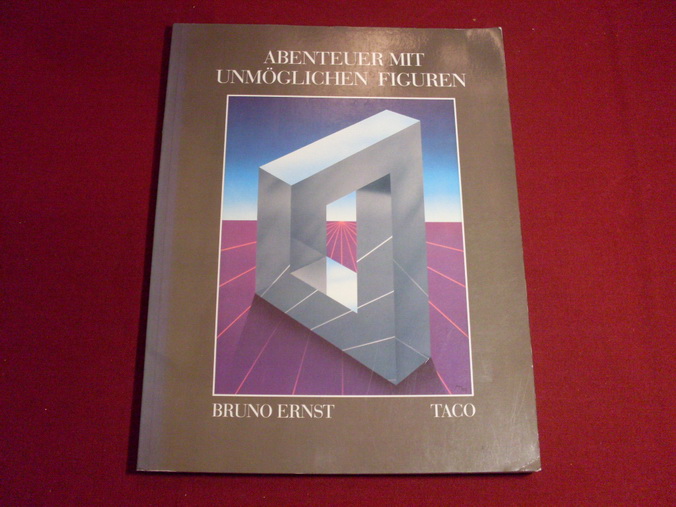 ABENTEUER MIT
UNMÖGLICHEN FIGUREN
BRUNO ERNST
TACO